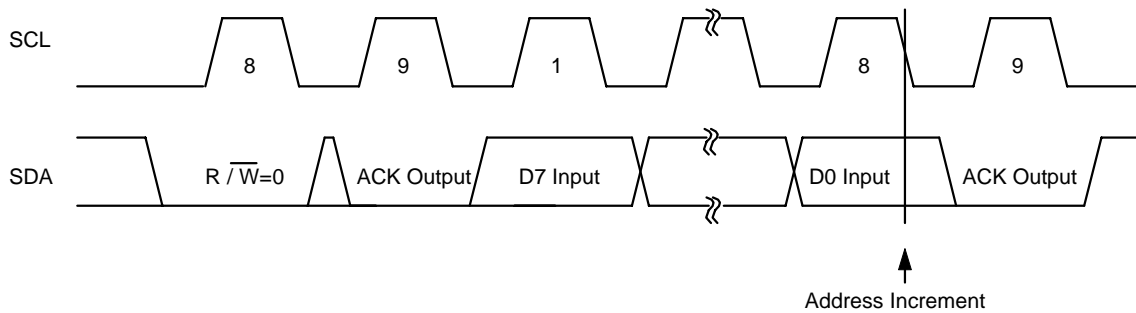 SCL
8
9
1
8
9
SDA
R / W=0
ACK Output
D7 Input
D0 Input
ACK Output
Address Increment